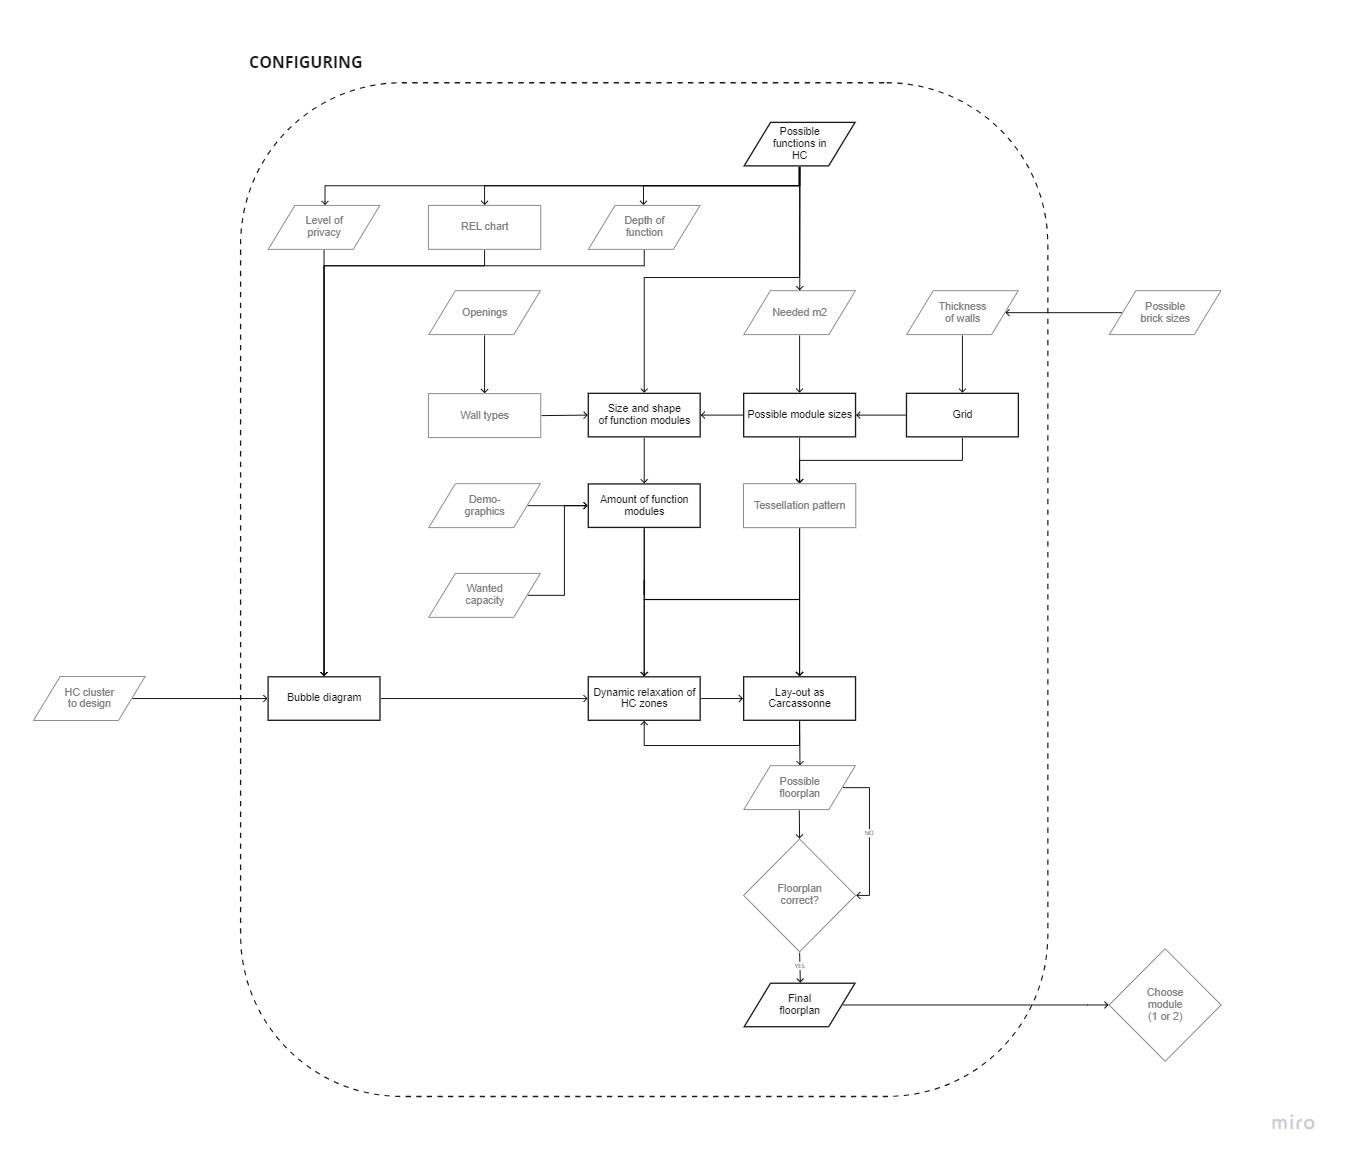 CONFIGURING
Possible
functions in
HC
Level of
privacy
REL chart
Depth of
function
Openings
Needed m2
Thickness
of walls
Possible
brick sizes
Wall types
Size and shape
of function modules
Possible module sizes
Grid
Demo-
graphics
Amount of function
modules
Tessellation pattern
Wanted
capacity
HC cluster
to design
Bubble diagram
Dynamic relaxation of
HC zones
Lay-out as
Carcassonne
Possible
floorplan
NO
Floorplan
correct?
YES
Final
floorplan
Choose
module
(1 or 2)
miro